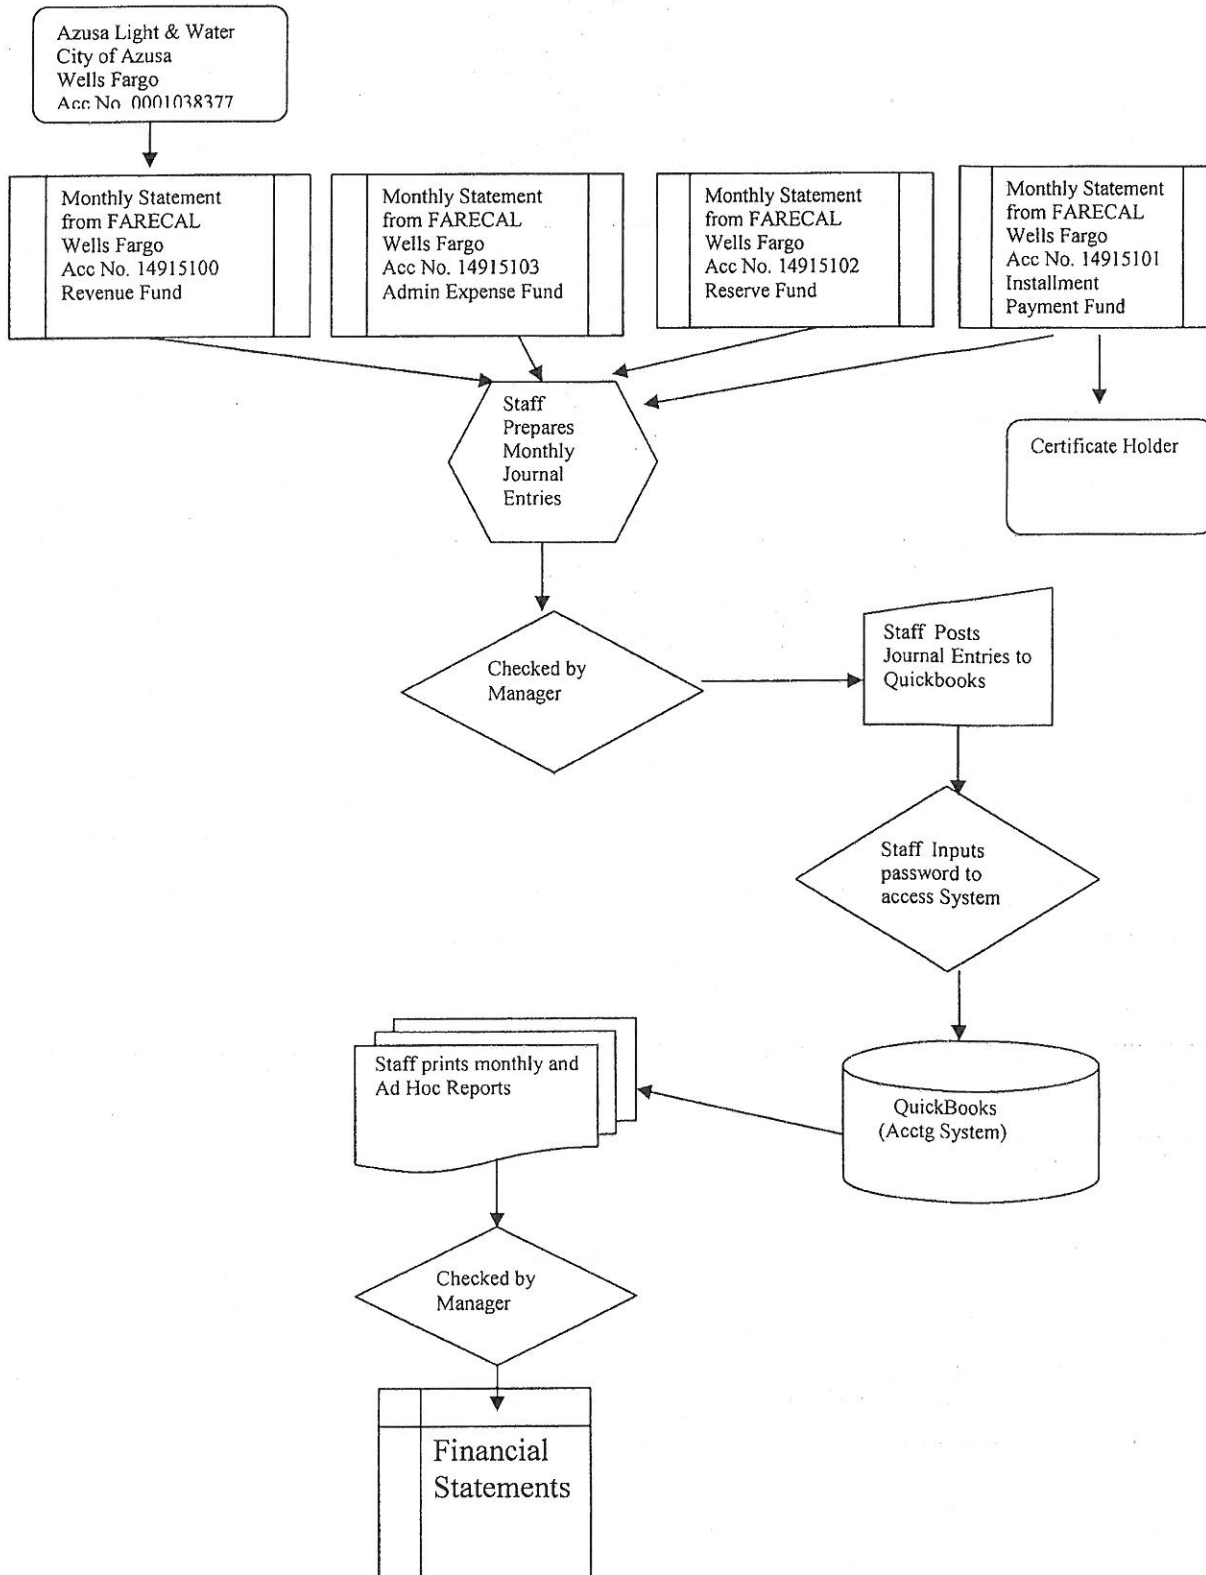 Azusa Light & Water
City of Azusa
Wells Fargo
Acc No. 0001038377
Monthly Statement
from FARECAL
Wells Fargo
Acc No. 14915100
Revenue Fund
Monthly Statement
from FARECAL
Wells Fargo
Acc No. 14915103
Admin Expense Fund
Monthly Statement
from FARECAL
Wells Fargo
Acc No. 14915102
Reserve Fund
Monthly Statement
from FARECAL
Wells Fargo
Acc No. 14915101
Installment
Payment Fund
Staff
Prepares
Monthly
Journal
Entries
Certificate Holder
Checked by
Manager
Staff Posts
Journal Entries to
Quickbooks
Staff Inputs
password to
access System
Staff prints monthly and
Ad Hoc Reports
QuickBooks
(Acctg System)
Checked by
Manager
Financial
Statements